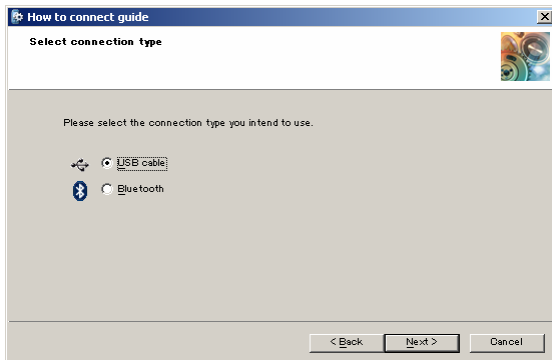 How to connect guide
Select connection type
Please select the connection type you intend to use.
USB cable
Bluetooth
< Back
Next >
Cancel